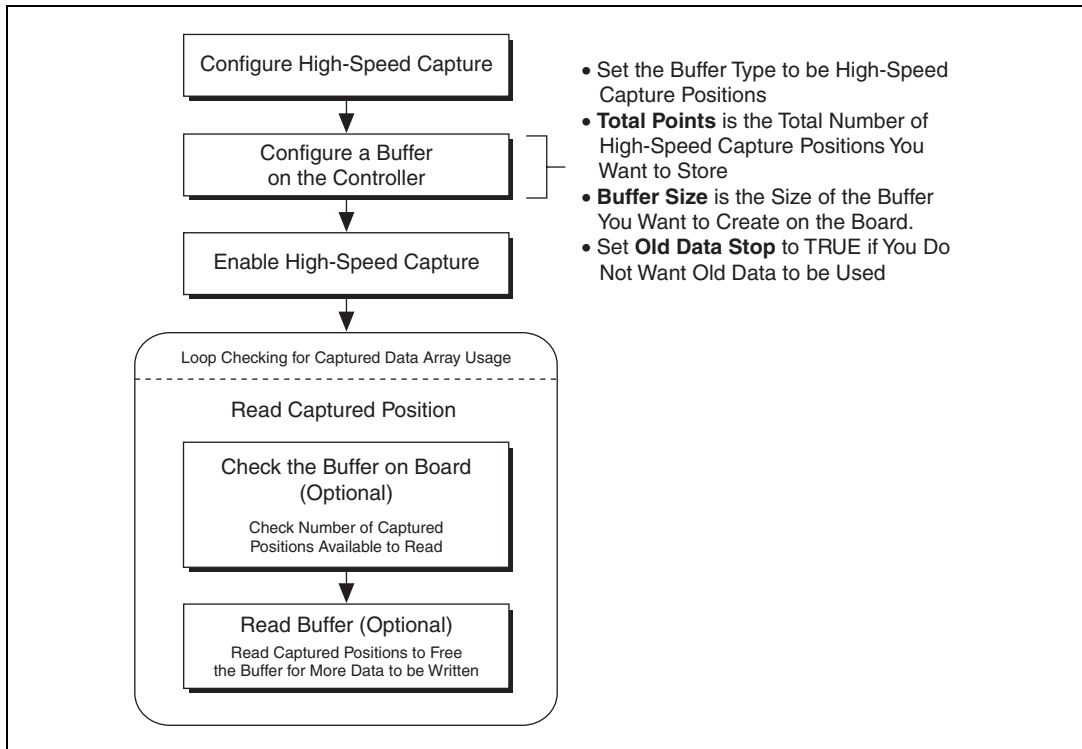 Configure High-Speed Capture
Configure a Buffer
on the Controller
• Set the Buffer Type to be High-Speed
Capture Positions
• Total Points is the Total Number of
High-Speed Capture Positions You
Want to Store
• Buffer Size is the Size of the Buffer
You Want to Create on the Board.
• Set Old Data Stop to TRUE if You Do
Not Want Old Data to be Used
Enable High-Speed Capture
Loop Checking for Captured Data Array Usage
Read Captured Position
Check the Buffer on Board
(Optional)
Check Number of Captured
Positions Available to Read
Read Buffer (Optional)
Read Captured Positions to Free
the Buffer for More Data to be Written